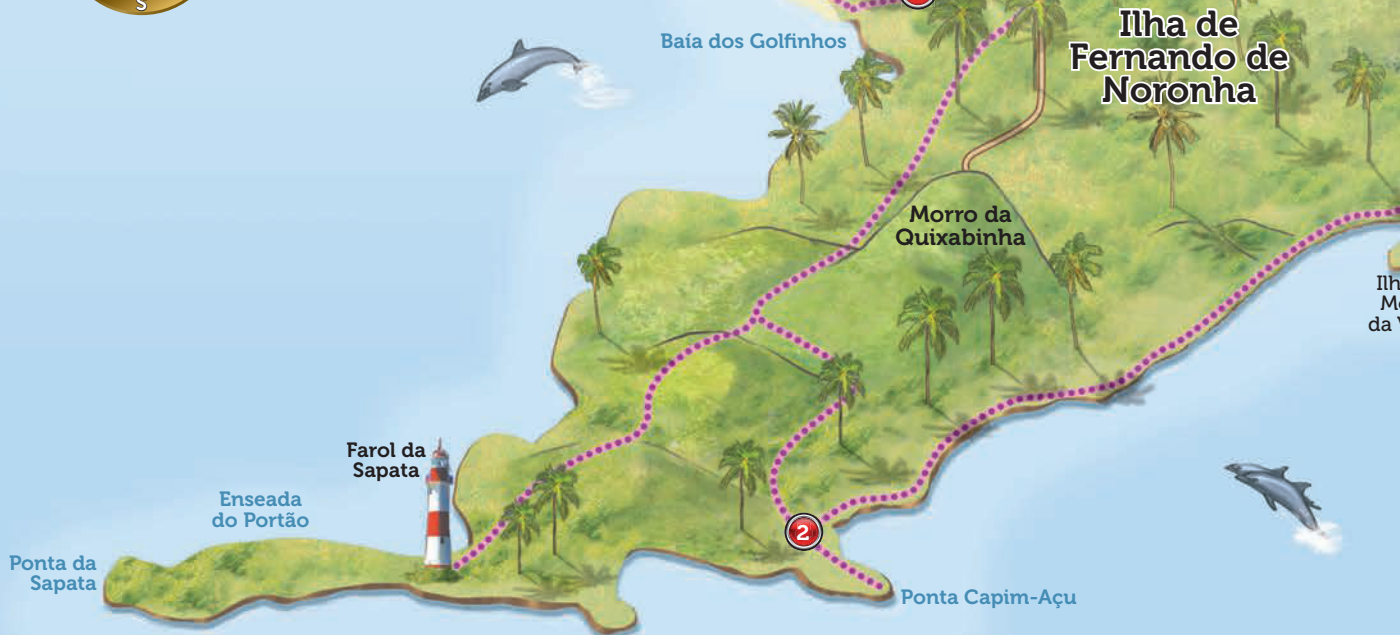 S
Baía dos Golfinhos
Ilha de
Fernando de
Noronha
Morro da
Quixabinha
Farol da
Sapata
Enseada
do Portão
Ponta da
Sapata
2
Ponta Capim-Açu
da